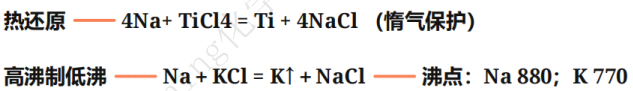 热还原 —— 4Na+ TiCl4 = Ti + 4NaCl （惰气保护）
高沸制低沸 —— Na + KCl = K↑ + NaCl —— 沸点：Na 880；K 770